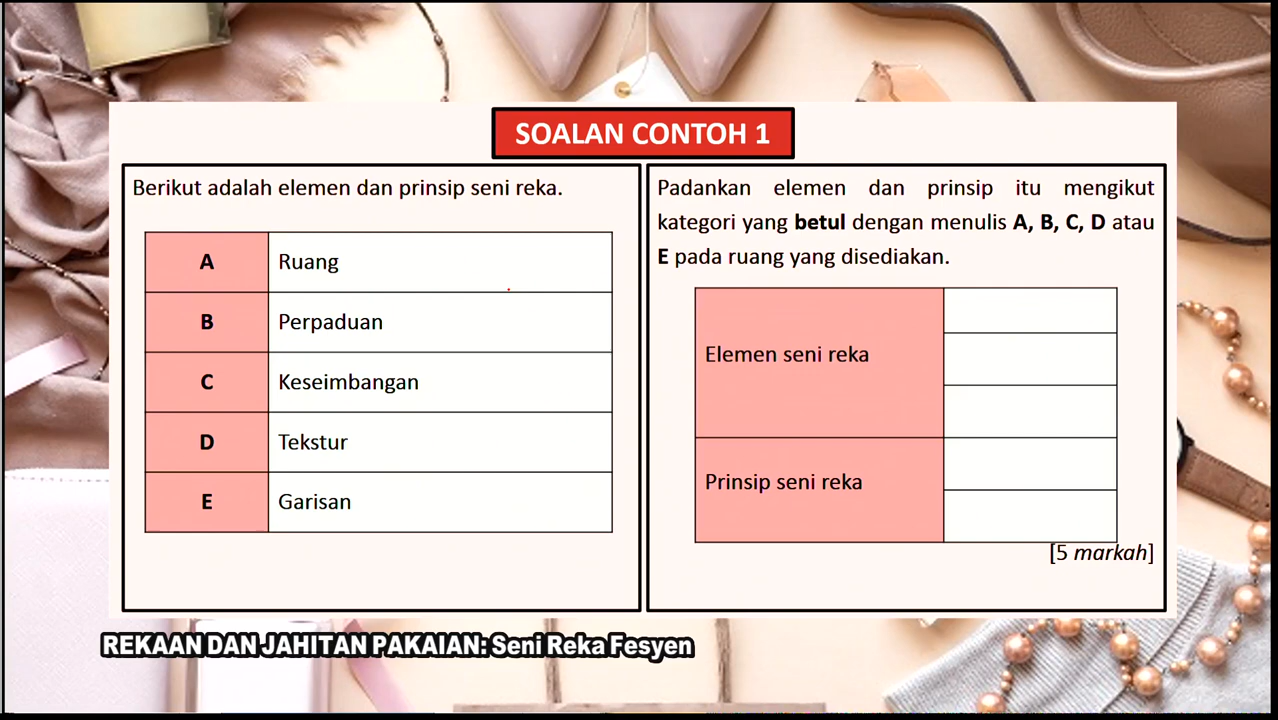 SOALAN CONTOH 1
Berikut adalah elemen dan prinsip seni reka.
A Ruang
B Perpaduan
C Keseimbangan
D Tekstur
E Garisan
Padankan elemen dan prinsip itu mengikut
kategori yang betul dengan menulis A, B, C, D atau
E pada ruang yang disediakan.
Elemen seni reka
Prinsip seni reka
[5 markah]
REKAAN DAN JAHITAN PAKAIAN: Seni Reka Fesyen